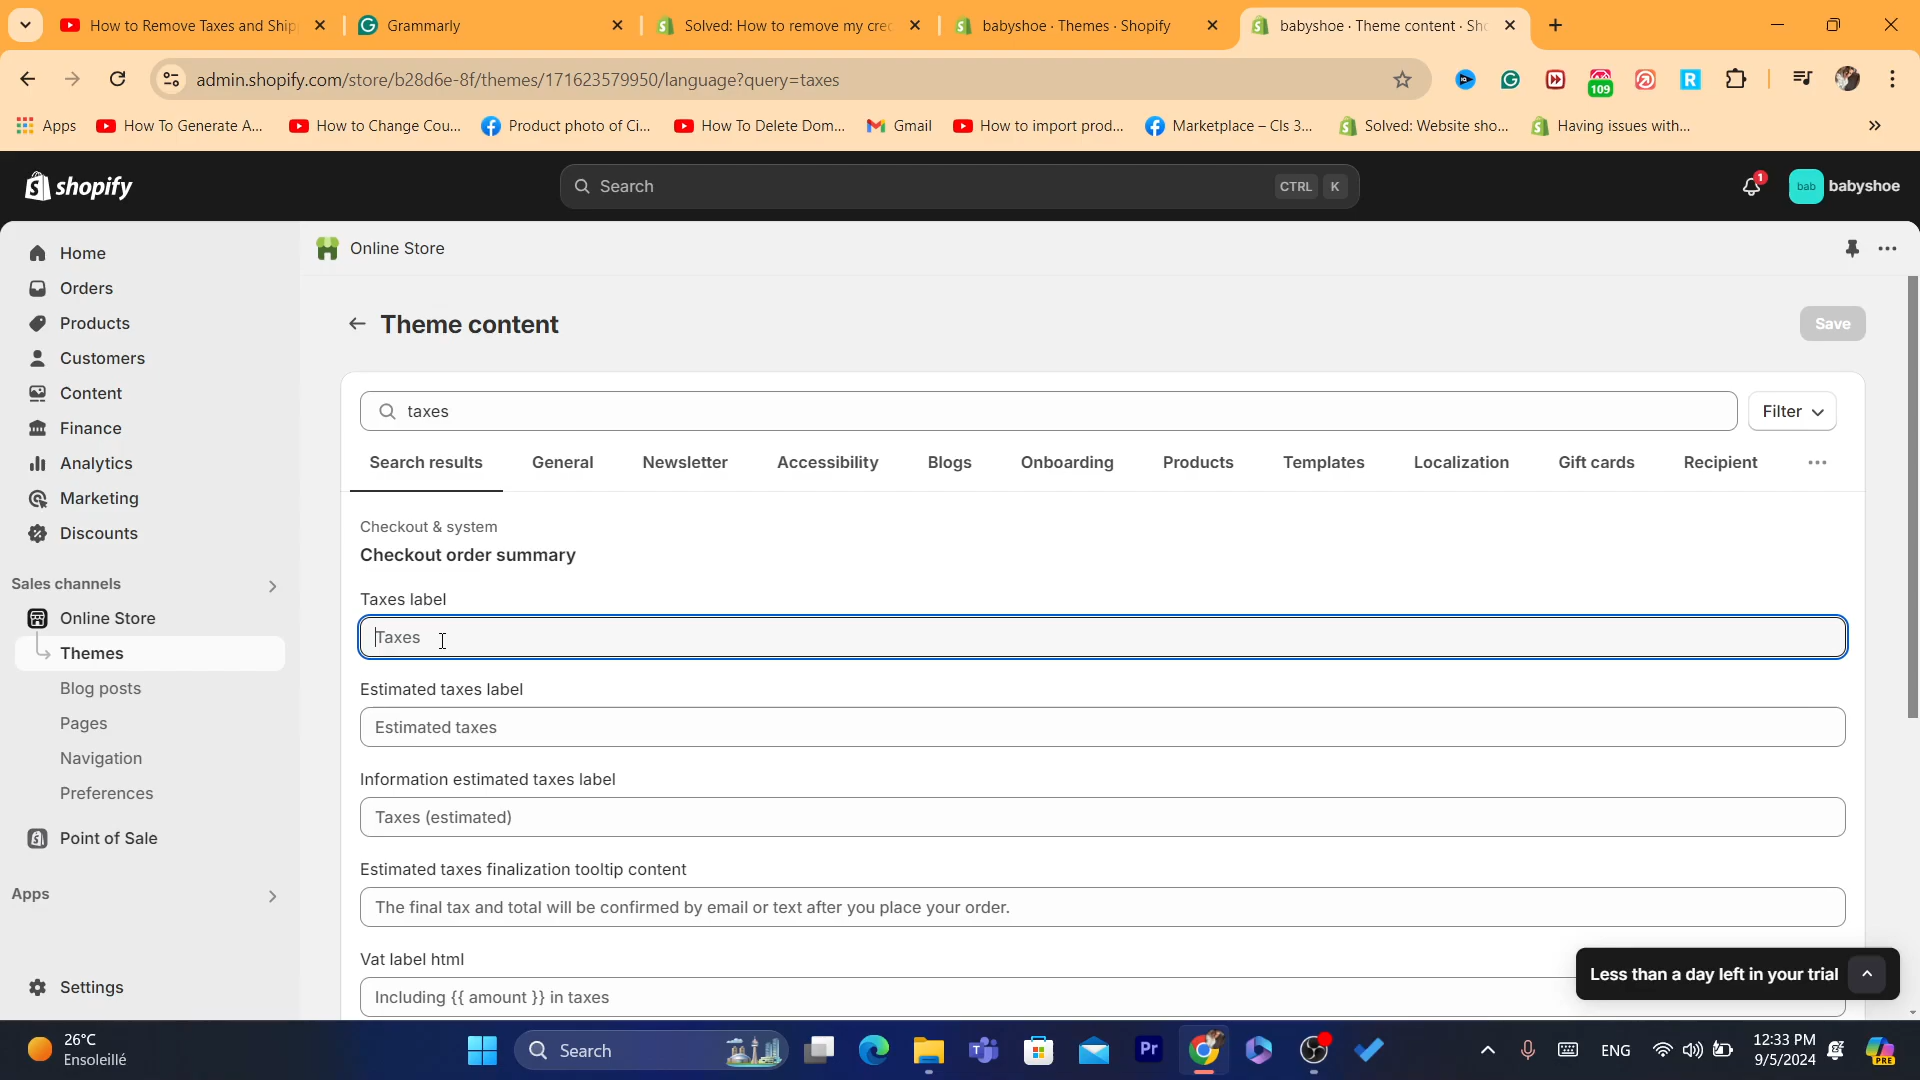 How to Remove Taxes and Ship
Grammarly
Solved: How to remove my cre
babyshoe · Themes · Shopify
babyshoe · Theme content · Sh
admin.shopify.com/store/b28d6e-8f/themes/171623579950/language?query=taxes
109
Apps
How To Generate A...
How to Change Cou...
Product photo of Ci...
How To Delete Dom...
Gmail
How to import prod...
Marketplace – Cls 3...
Solved: Website sho...
Having issues with...
shopify
Search
CTRL K
1
bab
babyshoe
Home
Orders
Products
Customers
Content
Finance
Analytics
Marketing
Discounts
Sales channels
Online Store
Themes
Blog posts
Pages
Navigation
Preferences
Point of Sale
Apps
Settings
Online Store
Theme content
Save
taxes
Filter
Search results
General
Newsletter
Accessibility
Blogs
Onboarding
Products
Templates
Localization
Gift cards
Recipient
Checkout & system
Checkout order summary
Taxes label
Taxes
Estimated taxes label
Estimated taxes
Information estimated taxes label
Taxes (estimated)
Estimated taxes finalization tooltip content
The final tax and total will be confirmed by email or text after you place your order.
Vat label html
Including {{ amount }} in taxes
Less than a day left in your trial
26°C
Ensoleillé
Search
Pr
ENG
12:33 PM
9/5/2024
PRE